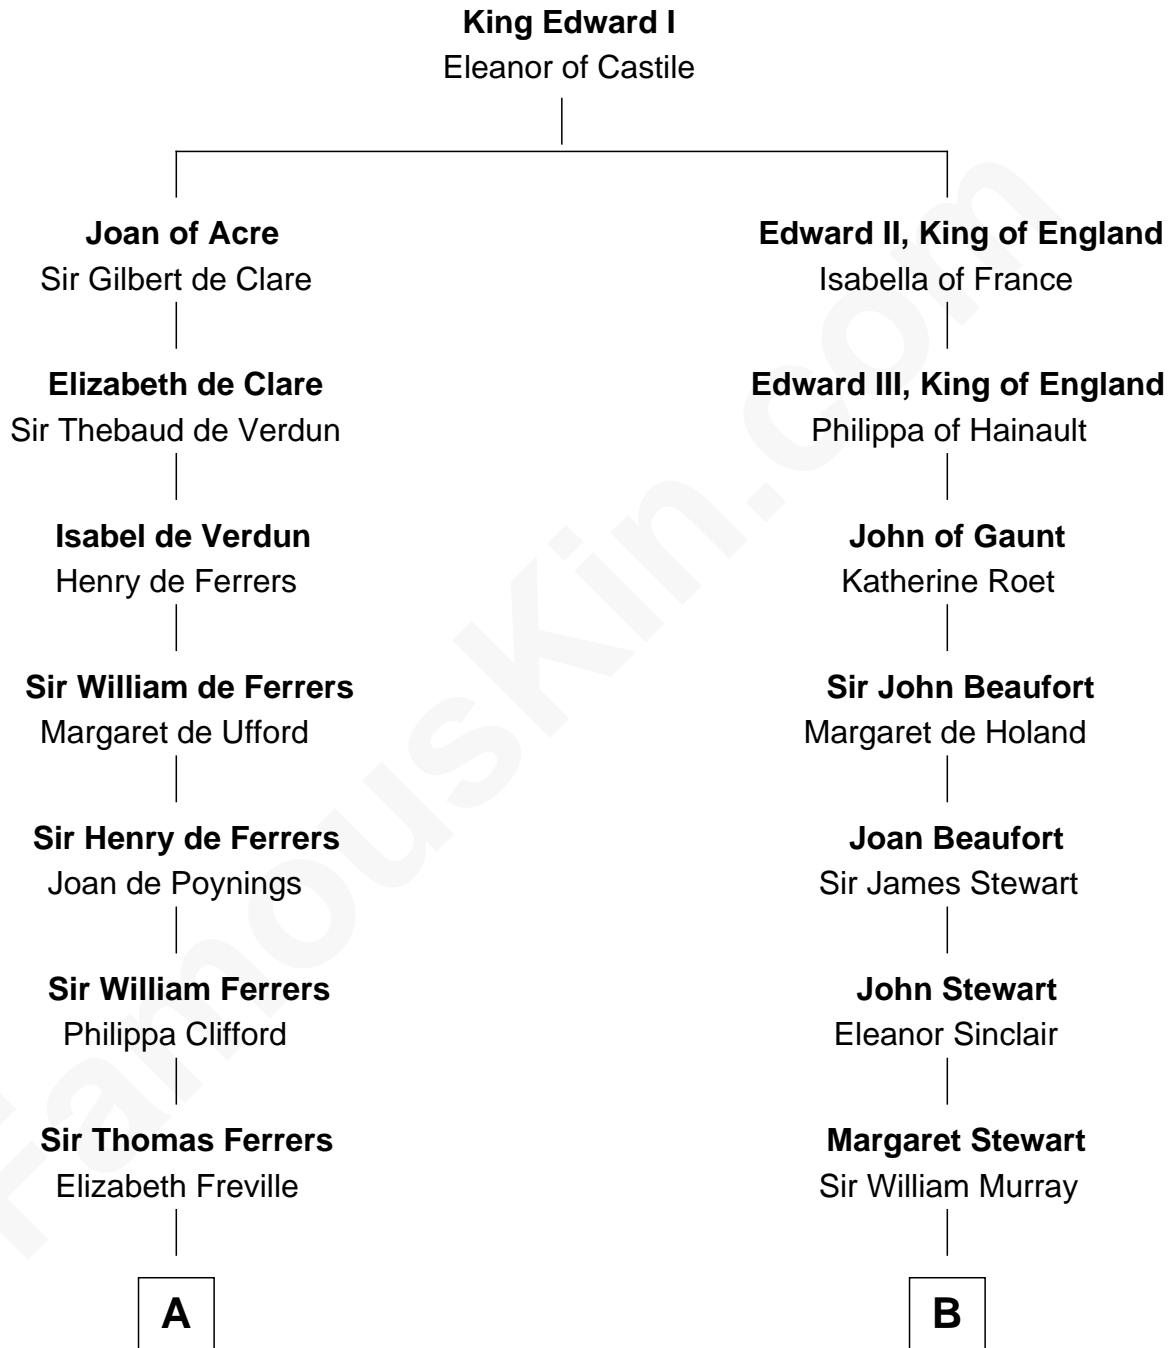 King Edward I
Eleanor of Castile
Joan of Acre
Sir Gilbert de Clare
Edward II, King of England
Isabella of France
Elizabeth de Clare
Sir Thebaud de Verdun
Edward III, King of England
Philippa of Hainault
Isabel de Verdun
Henry de Ferrers
John of Gaunt
Katherine Roet
Sir William de Ferrers
Margaret de Ufford
Sir John Beaufort
Margaret de Holand
Sir Henry de Ferrers
Joan de Poynings
Joan Beaufort
Sir James Stewart
Sir William Ferrers
Philippa Clifford
John Stewart
Eleanor Sinclair
Sir Thomas Ferrers
Elizabeth Freville
Margaret Stewart
Sir William Murray
A
B
FamousKin.com